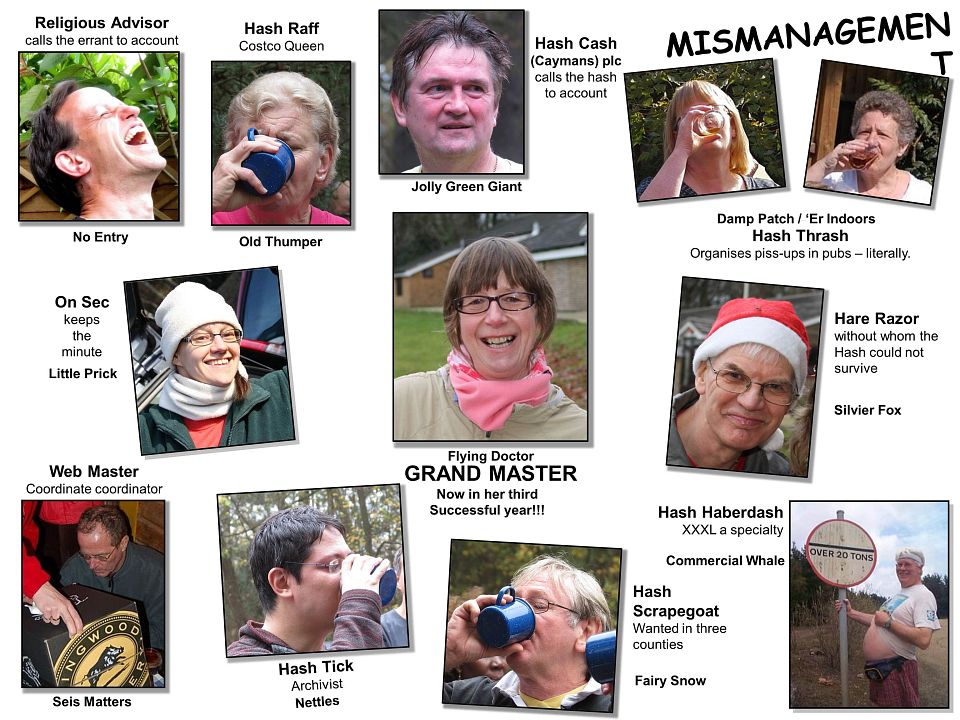 Religious Advisor
calls the errant to account
No Entry
Hash Raff
Costco Queen
Old Thumper
Hash Cash
(Caymans) plc
calls the hash
to account
Jolly Green Giant
MISMANAGEMEN
T
Damp Patch / ‘Er Indoors
Hash Thrash
Organises piss-ups in pubs – literally.
On Sec
keeps
the
minute
Little Prick
Flying Doctor
GRAND MASTER
Now in her third
Successful year!!!
Hare Razor
without whom the
Hash could not
survive
Silvier Fox
Web Master
Coordinate coordinator
INGWOOD
ER
Seis Matters
Hash Tick
Archivist
Nettles
Hash
Scrapegoat
Wanted in three
counties
Fairy Snow
Hash Haberdash
XXXL a specialty
Commercial Whale
OVER 20 TONS